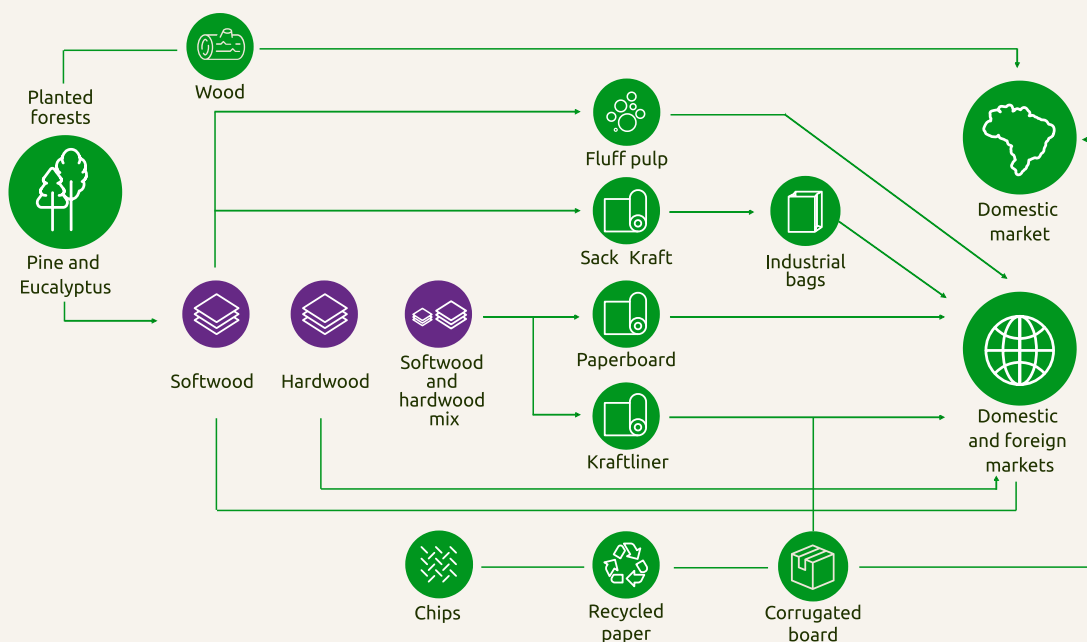 Wood
Planted
forests
Pine and
Eucalyptus
Fluff pulp
Sack Kraft
Industrial
bags
Domestic
market
Softwood
Hardwood
Softwood
and
hardwood
mix
Paperboard
Kraftliner
Domestic
and foreign
markets
Chips
Recycled
paper
Corrugated
board